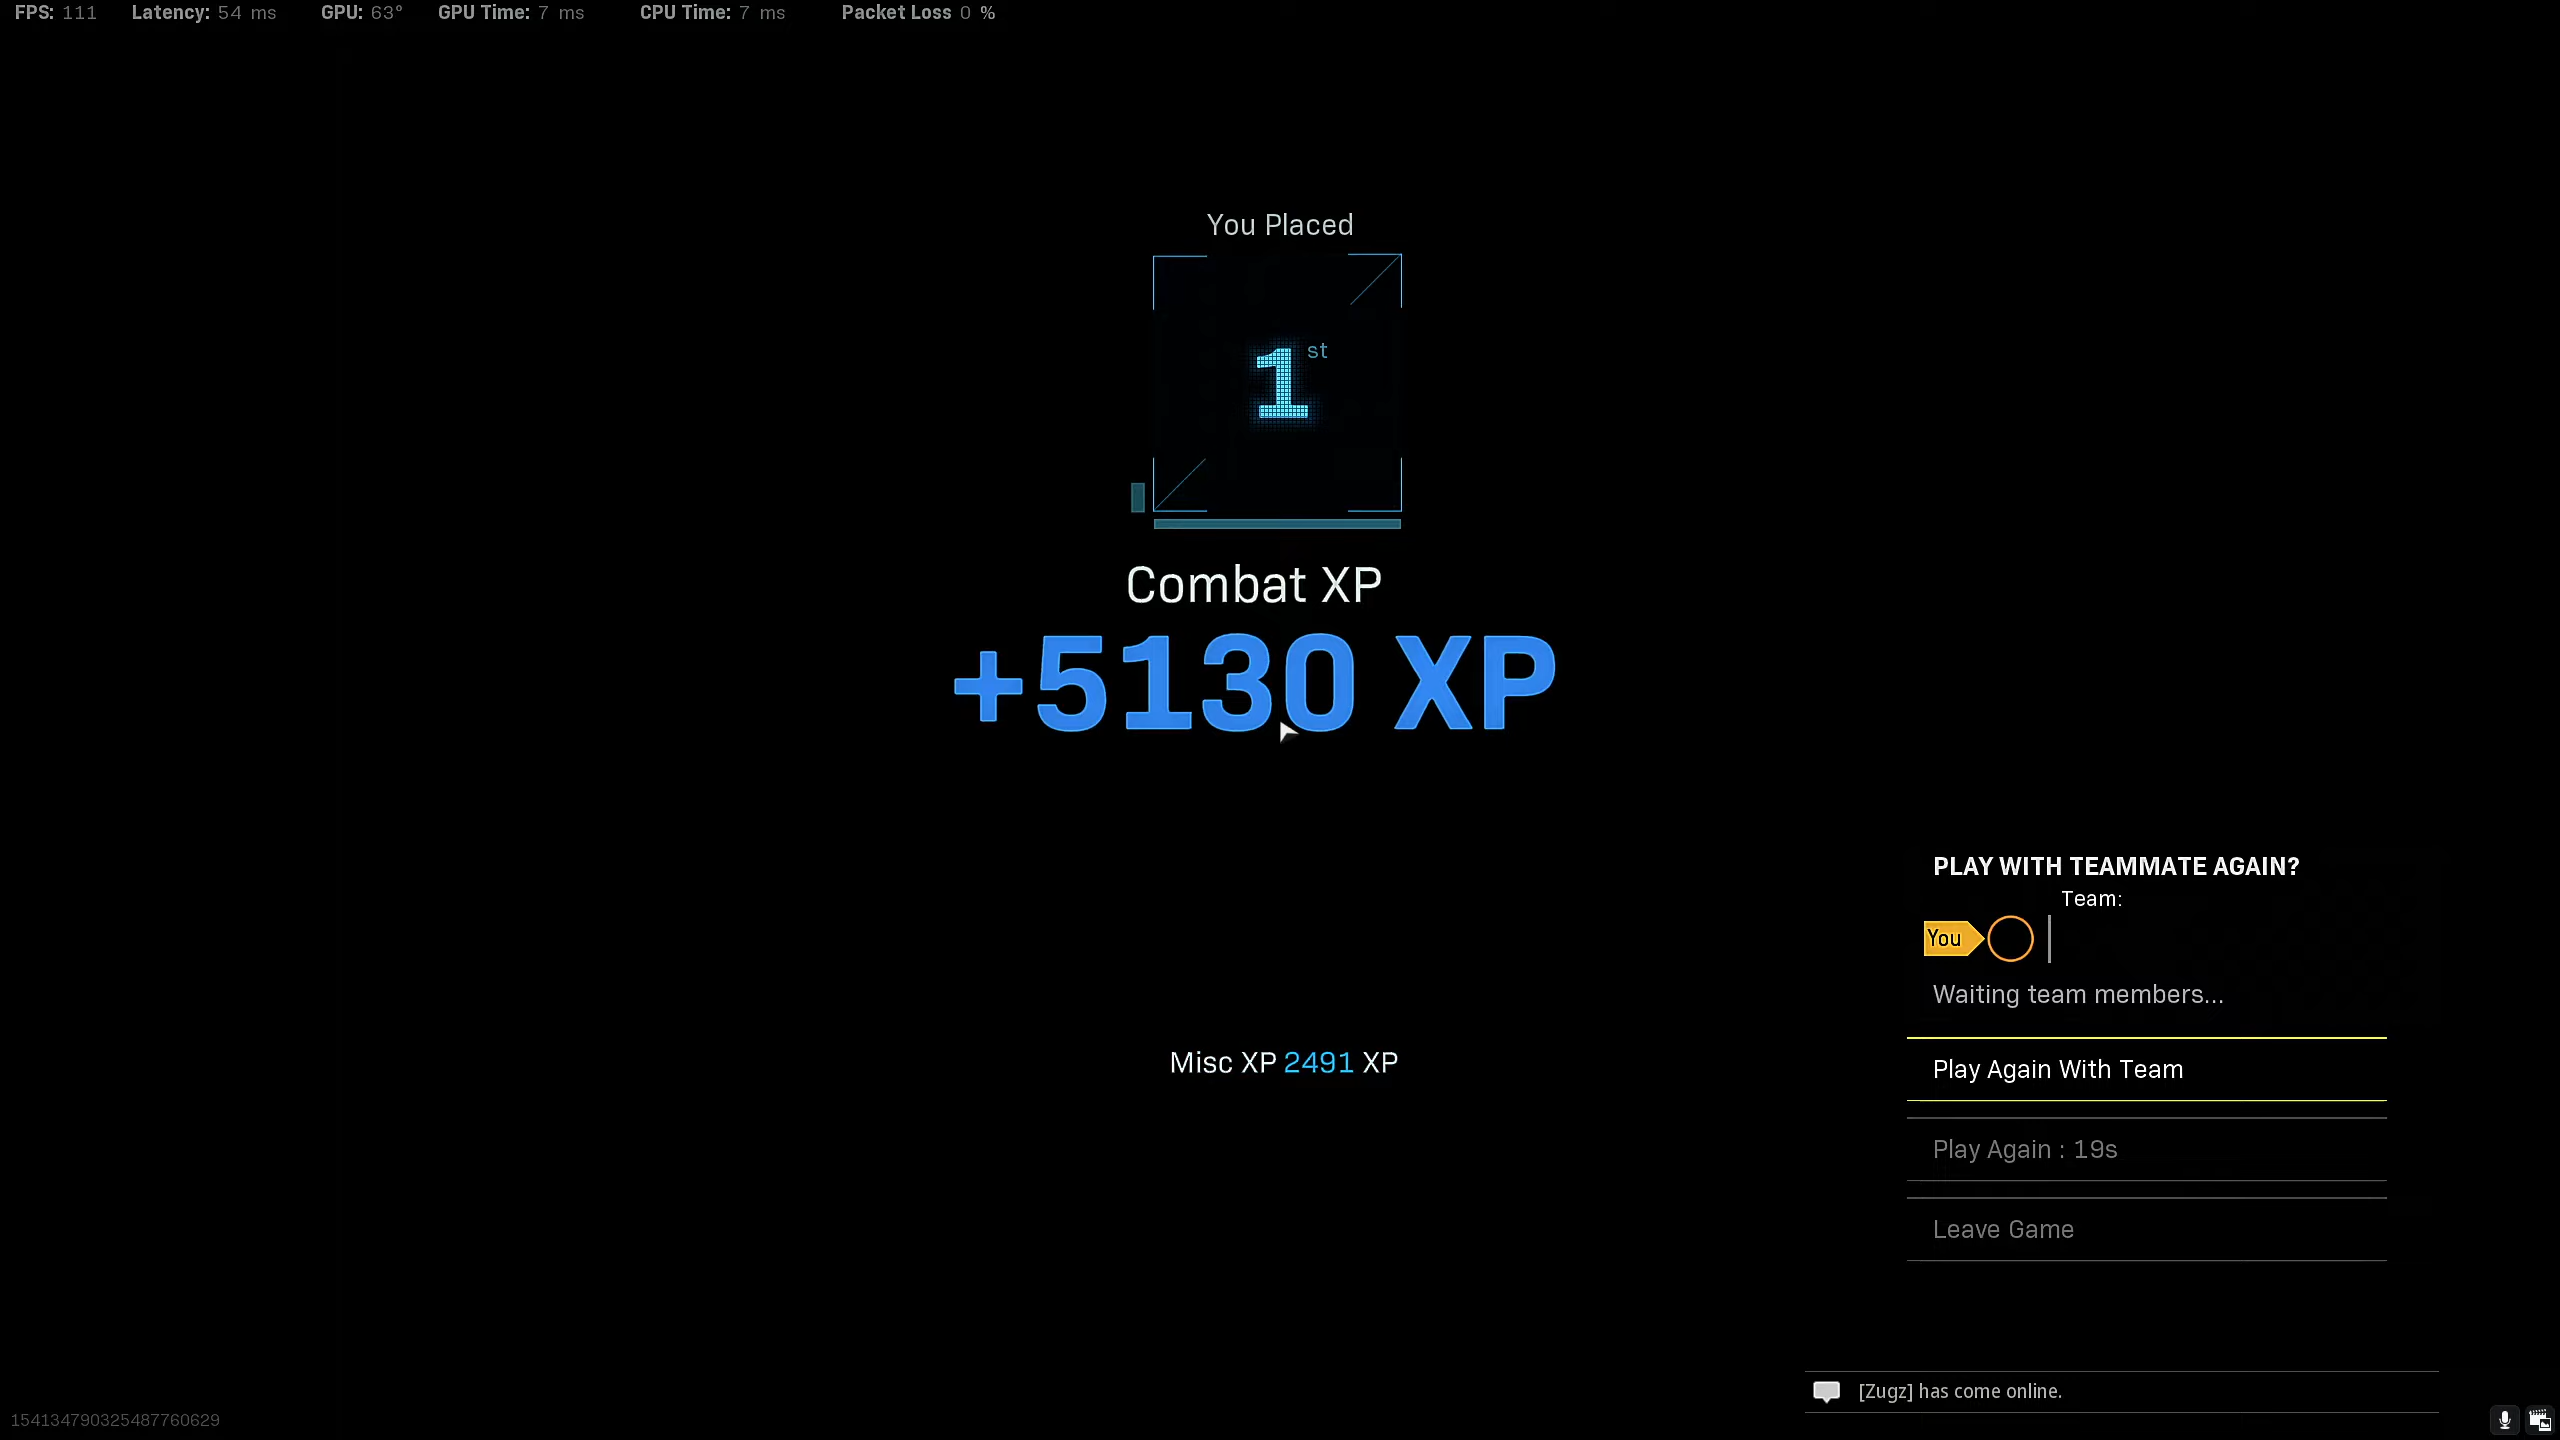 FPS: 111 Latency: 54 ms GPU: 63° GPU Time: 7 ms CPU Time: 7 ms Packet Loss 0 %
You Placed
1st
Combat XP
+5130 XP
Misc XP 2491 XP
PLAY WITH TEAMMATE AGAIN?
Team:
You
Waiting team members...
Play Again With Team
Play Again : 19s
Leave Game
[Zugz] has come online.
154134790325487760629